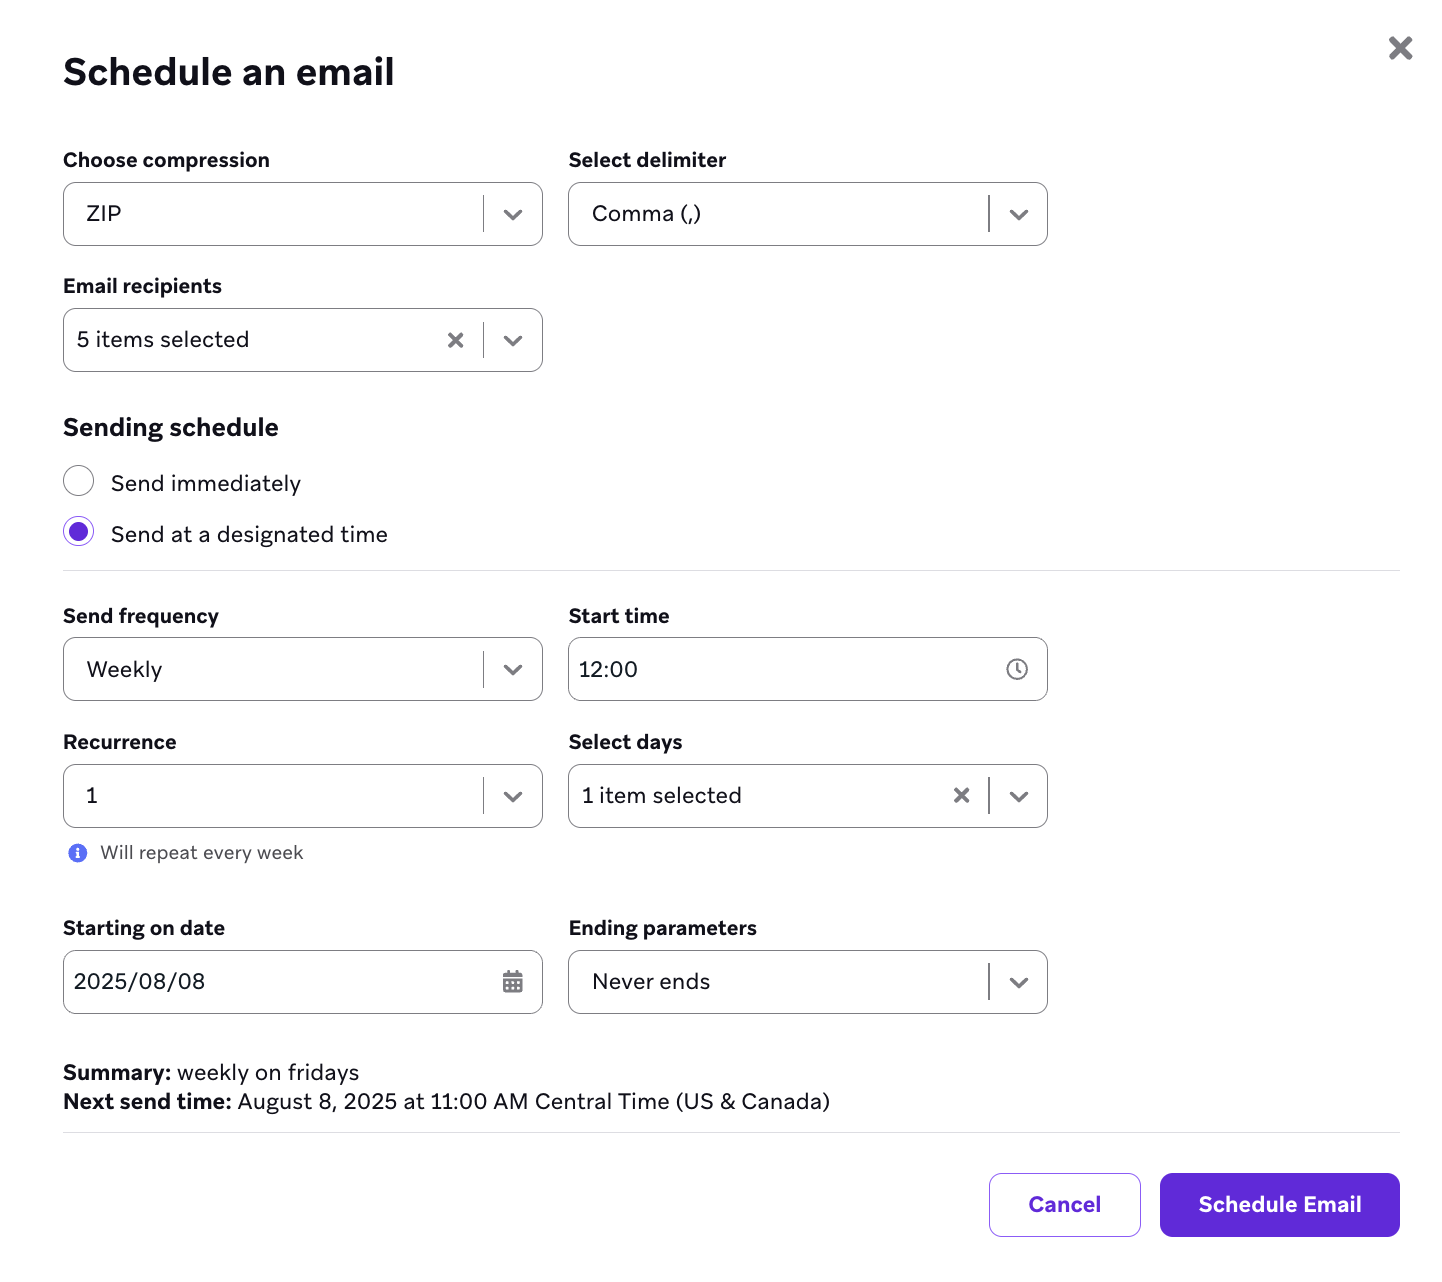 Schedule an email
Choose compression
Select delimiter
ZIP
Comma (,)
Email recipients
5 items selected
Sending schedule
Send immediately
Send at a designated time
Send frequency
Start time
Weekly
12:00
Recurrence
Select days
1
1 item selected
Will repeat every week
Starting on date
Ending parameters
2025/08/08
Never ends
Summary: weekly on fridays
Next send time: August 8, 2025 at 11:00 AM Central Time (US & Canada)
Cancel
Schedule Email